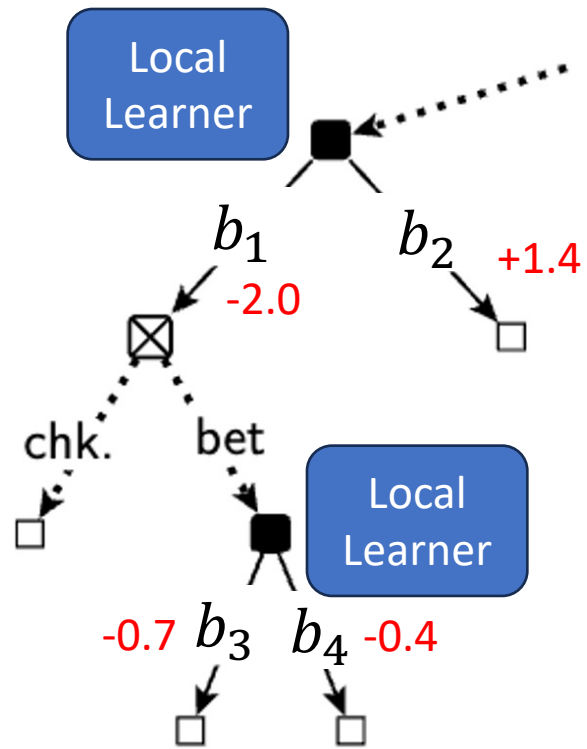 Local
Learner
b₁
b₂
+1.4
-2.0
chk.
bet
Local
Learner
-0.7 b₃ b₄ -0.4